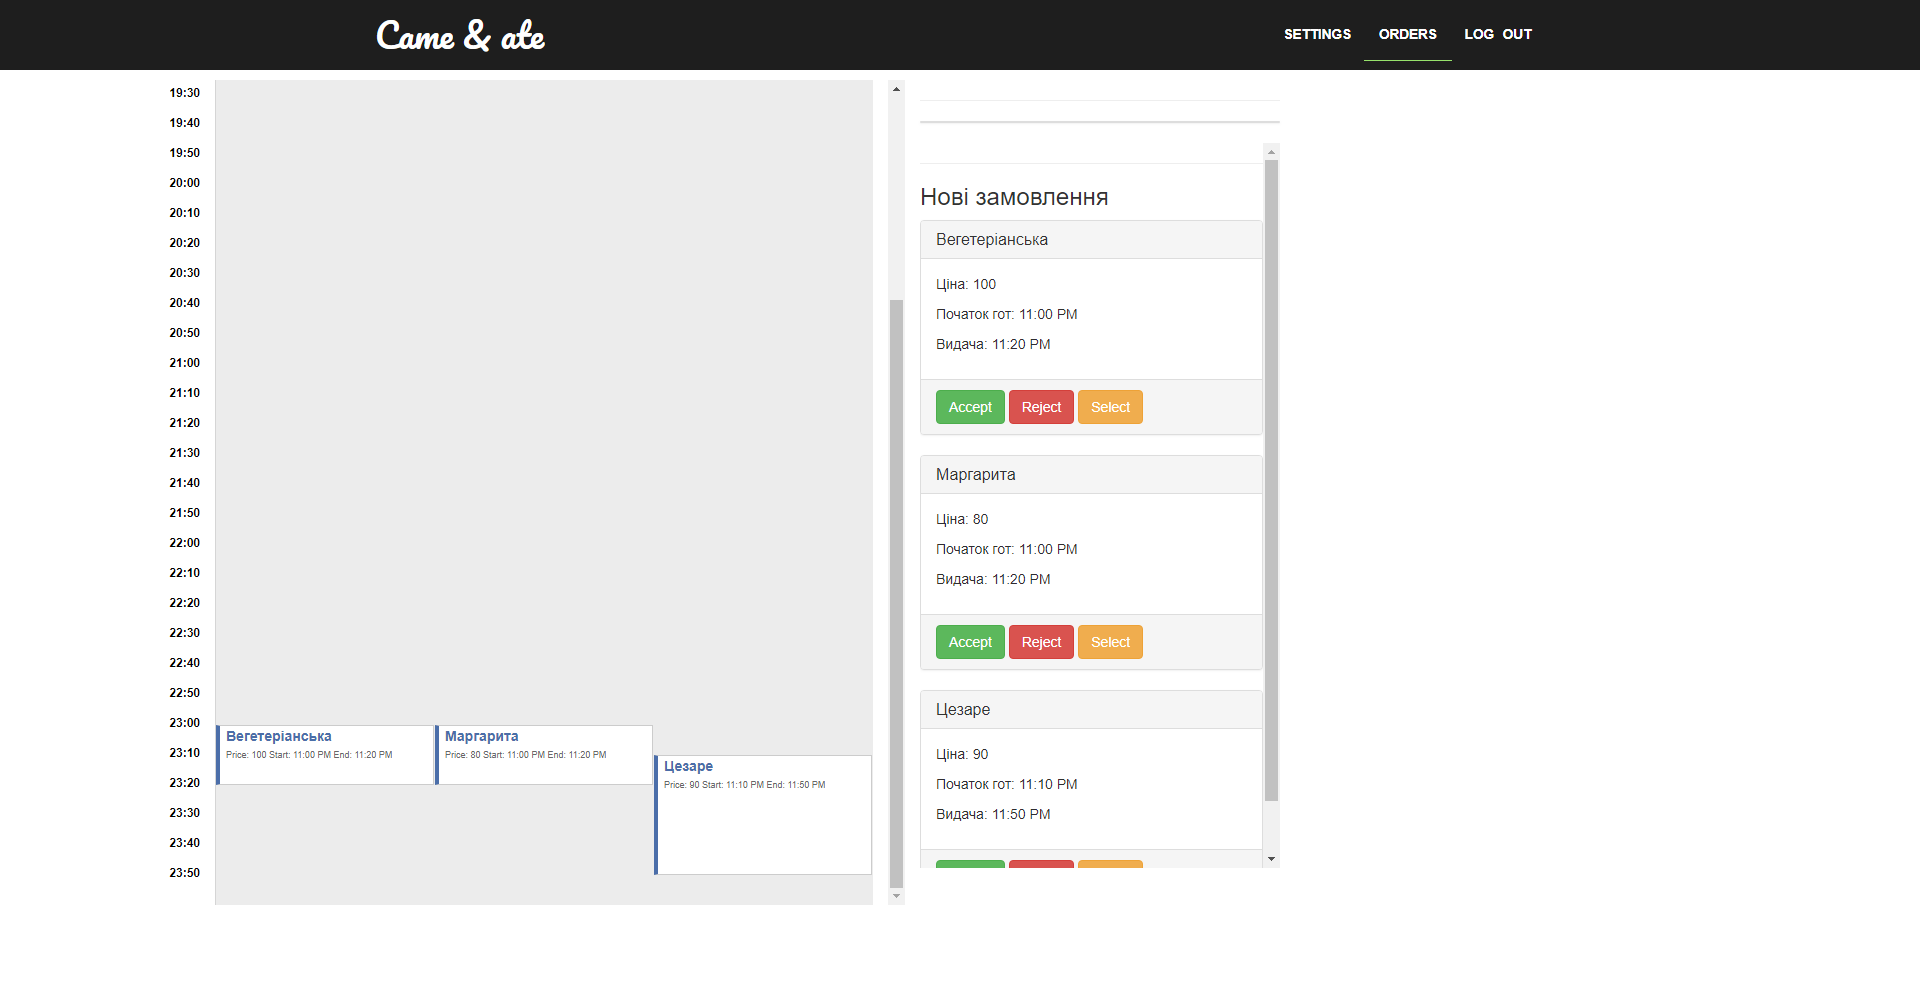 Came & ate
SETTINGS ORDERS LOG OUT
19:30
19:40
19:50
20:00
20:10
20:20
20:30
20:40
20:50
21:00
21:10
21:20
21:30
21:40
21:50
22:00
22:10
22:20
22:30
22:40
22:50
23:00
23:10
23:20
23:30
23:40
23:50
Вегетеріанська
Price: 100 Start: 11:00 PM End: 11:20 PM
Маргарита
Price: 80 Start: 11:00 PM End: 11:20 PM
Цезаре
Price: 90 Start: 11:10 PM End: 11:50 PM
Нові замовлення
Вегетеріанська
Ціна: 100
Початок гот: 11:00 PM
Видача: 11:20 PM
Accept Reject Select
Маргарита
Ціна: 80
Початок гот: 11:00 PM
Видача: 11:20 PM
Accept Reject Select
Цезаре
Ціна: 90
Початок гот: 11:10 PM
Видача: 11:50 PM